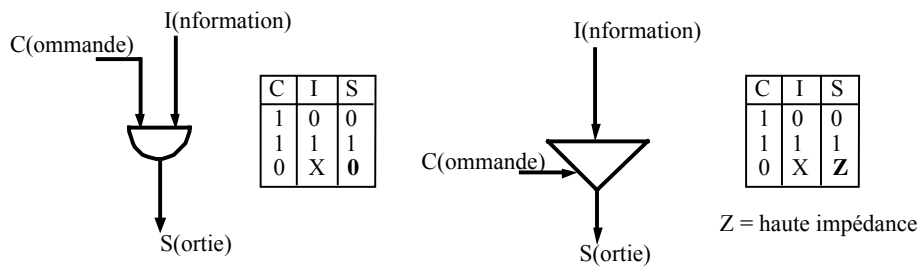 I(nformation)
C(ommande)
C I S
1 0 0
1 1 1
0 X 0
S(ortie)
I(nformation)
C(ommande)
C I S
1 0 0
1 1 1
0 X Z
S(ortie)
Z = haute impédance